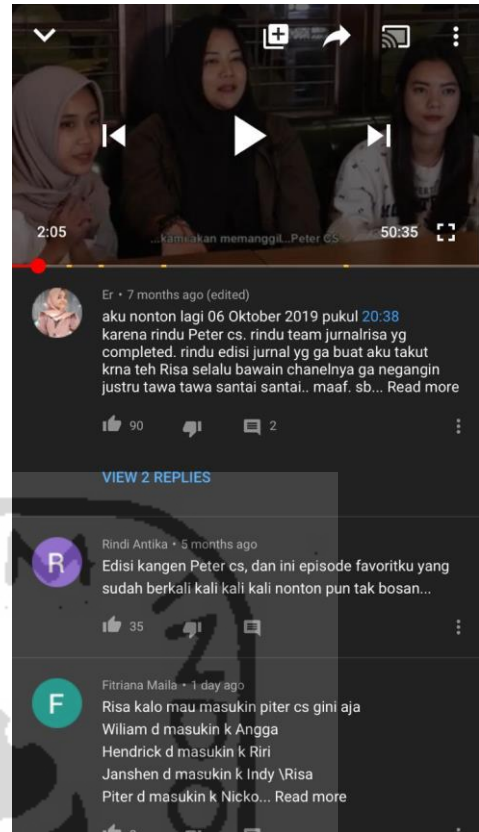 2:05
...kami akan memanggil...Peter CS
50:35
Er • 7 months ago (edited)
aku nonton lagi 06 Oktober 2019 pukul 20:38
karena rindu Peter cs. rindu team jurnalrisa yg
completed. rindu edisi jurnal yg ga buat aku takut
krna teh Risa selalu bawain chanelnya ga negangin
justru tawa tawa santai santai.. maaf. sb... Read more
90
2
VIEW 2 REPLIES
R
Rindi Antika • 5 months ago
Edisi kangen Peter cs, dan ini episode favoritku yang
sudah berkali kali kali kali nonton pun tak bosan...
35
F
Fitriana Maila • 1 day ago
Risa kalo mau masukin piter cs gini aja
Wiliam d masukin k Angga
Hendrick d masukin k Riri
Janshen d masukin k Indy \Risa
Piter d masukin k Nicko... Read more